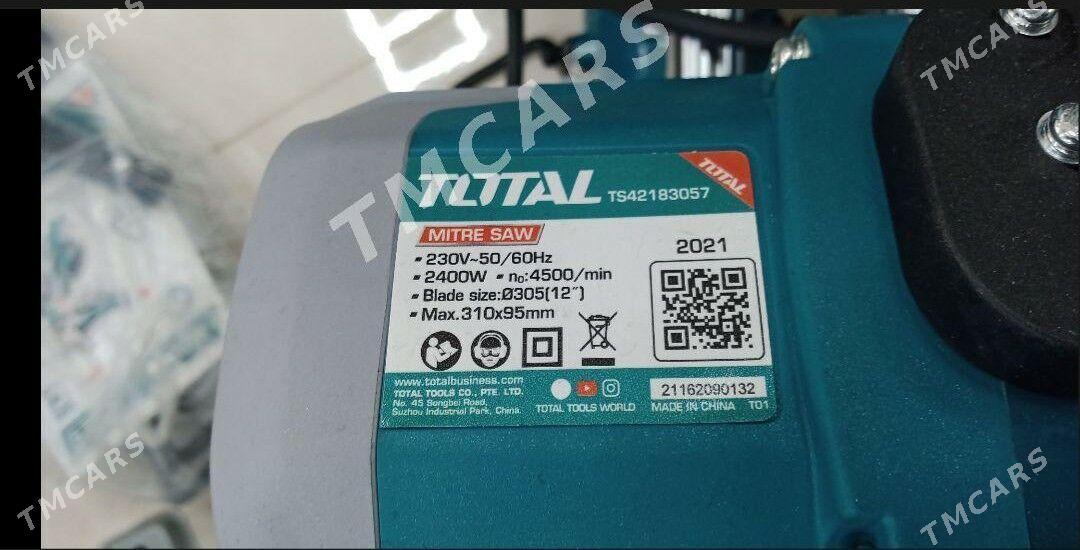 TMCARS
TMCARS
TMCARS
TOTAL TS42183057
TOTAL
MITRE SAW
2021
▪ 230V~50/60Hz
▪ 2400W ▪ n₀:4500/min
▪ Blade size:Ø305(12″)
▪ Max.310x95mm
www.totalbusiness.com
TOTAL TOOLS CO., PTE. LTD.
No. 45 Songbei Road,
Suzhou Industrial Park, China.
TOTAL TOOLS WORLD
21162090132
MADE IN CHINA T01
TMCARS
TMCARS